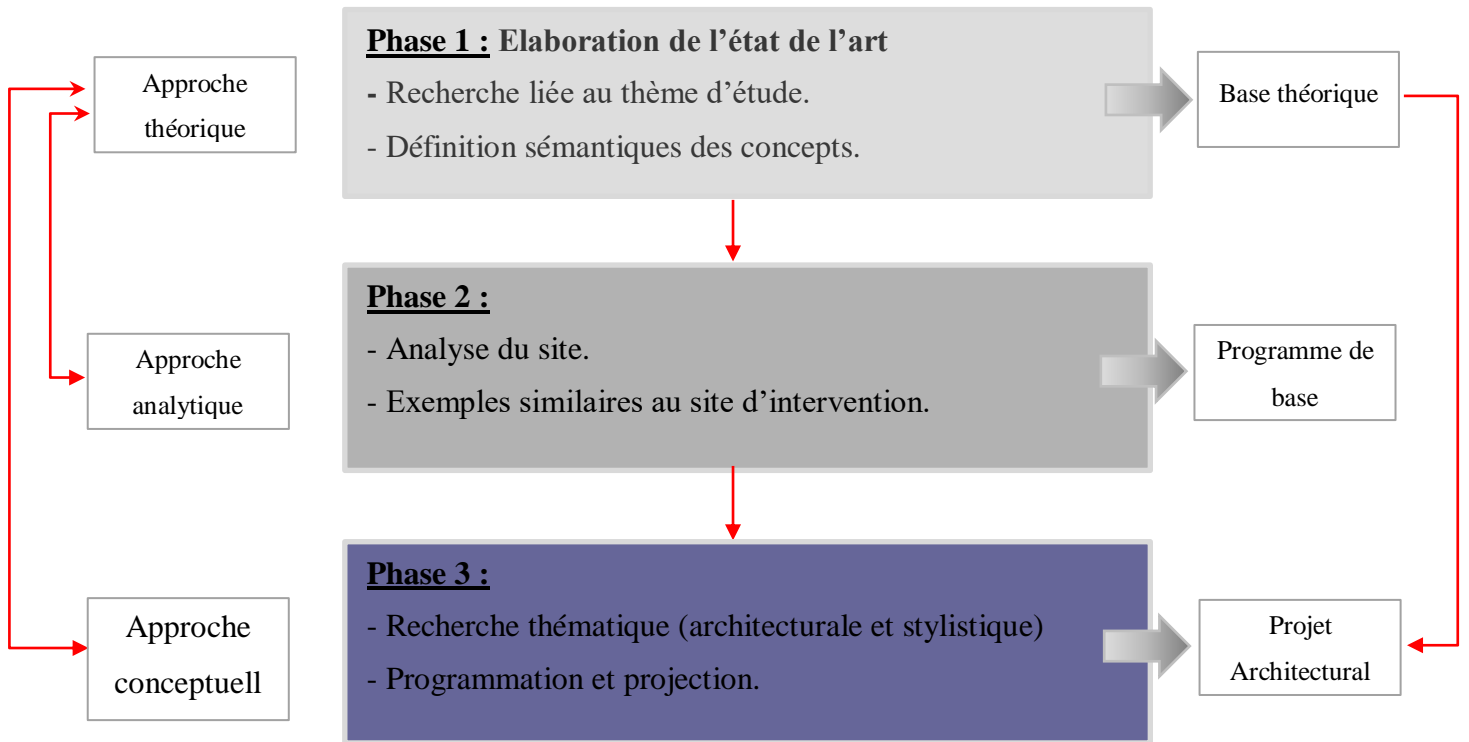 Phase 1 : Elaboration de l’état de l’art
- Recherche liée au thème d’étude.
- Définition sémantiques des concepts.
Approche
théorique
Base théorique
Phase 2 :
- Analyse du site.
- Exemples similaires au site d’intervention.
Approche
analytique
Programme de
base
Phase 3 :
- Recherche thématique (architecturale et stylistique)
- Programmation et projection.
Approche
conceptuell
Projet
Architectural